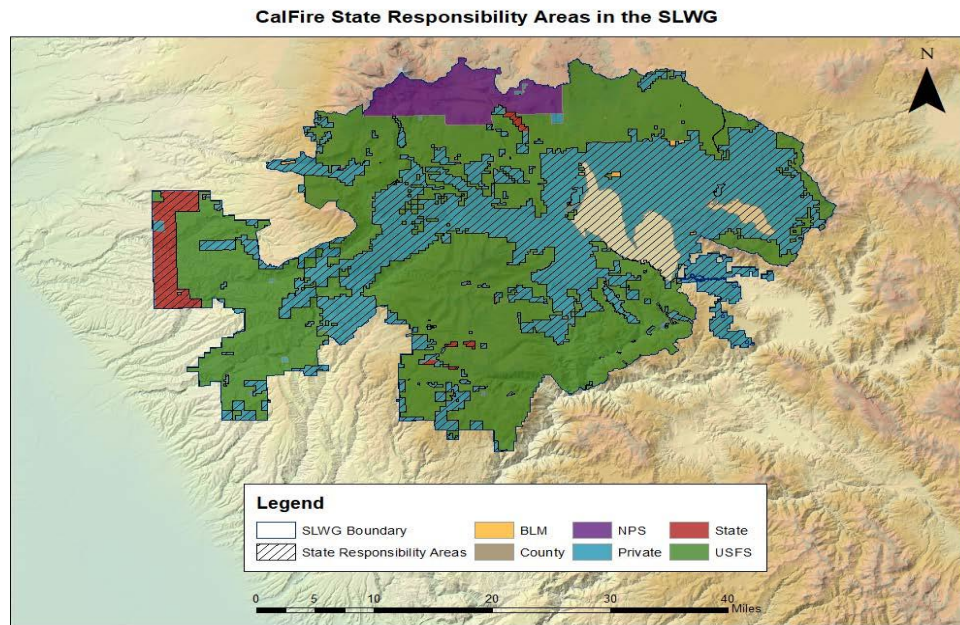 CalFire State Responsibility Areas in the SLWG
N
Legend
SLWG Boundary
BLM
NPS
State
State Responsibility Areas
County
Private
USFS
0 5 10 20 30 40
Miles